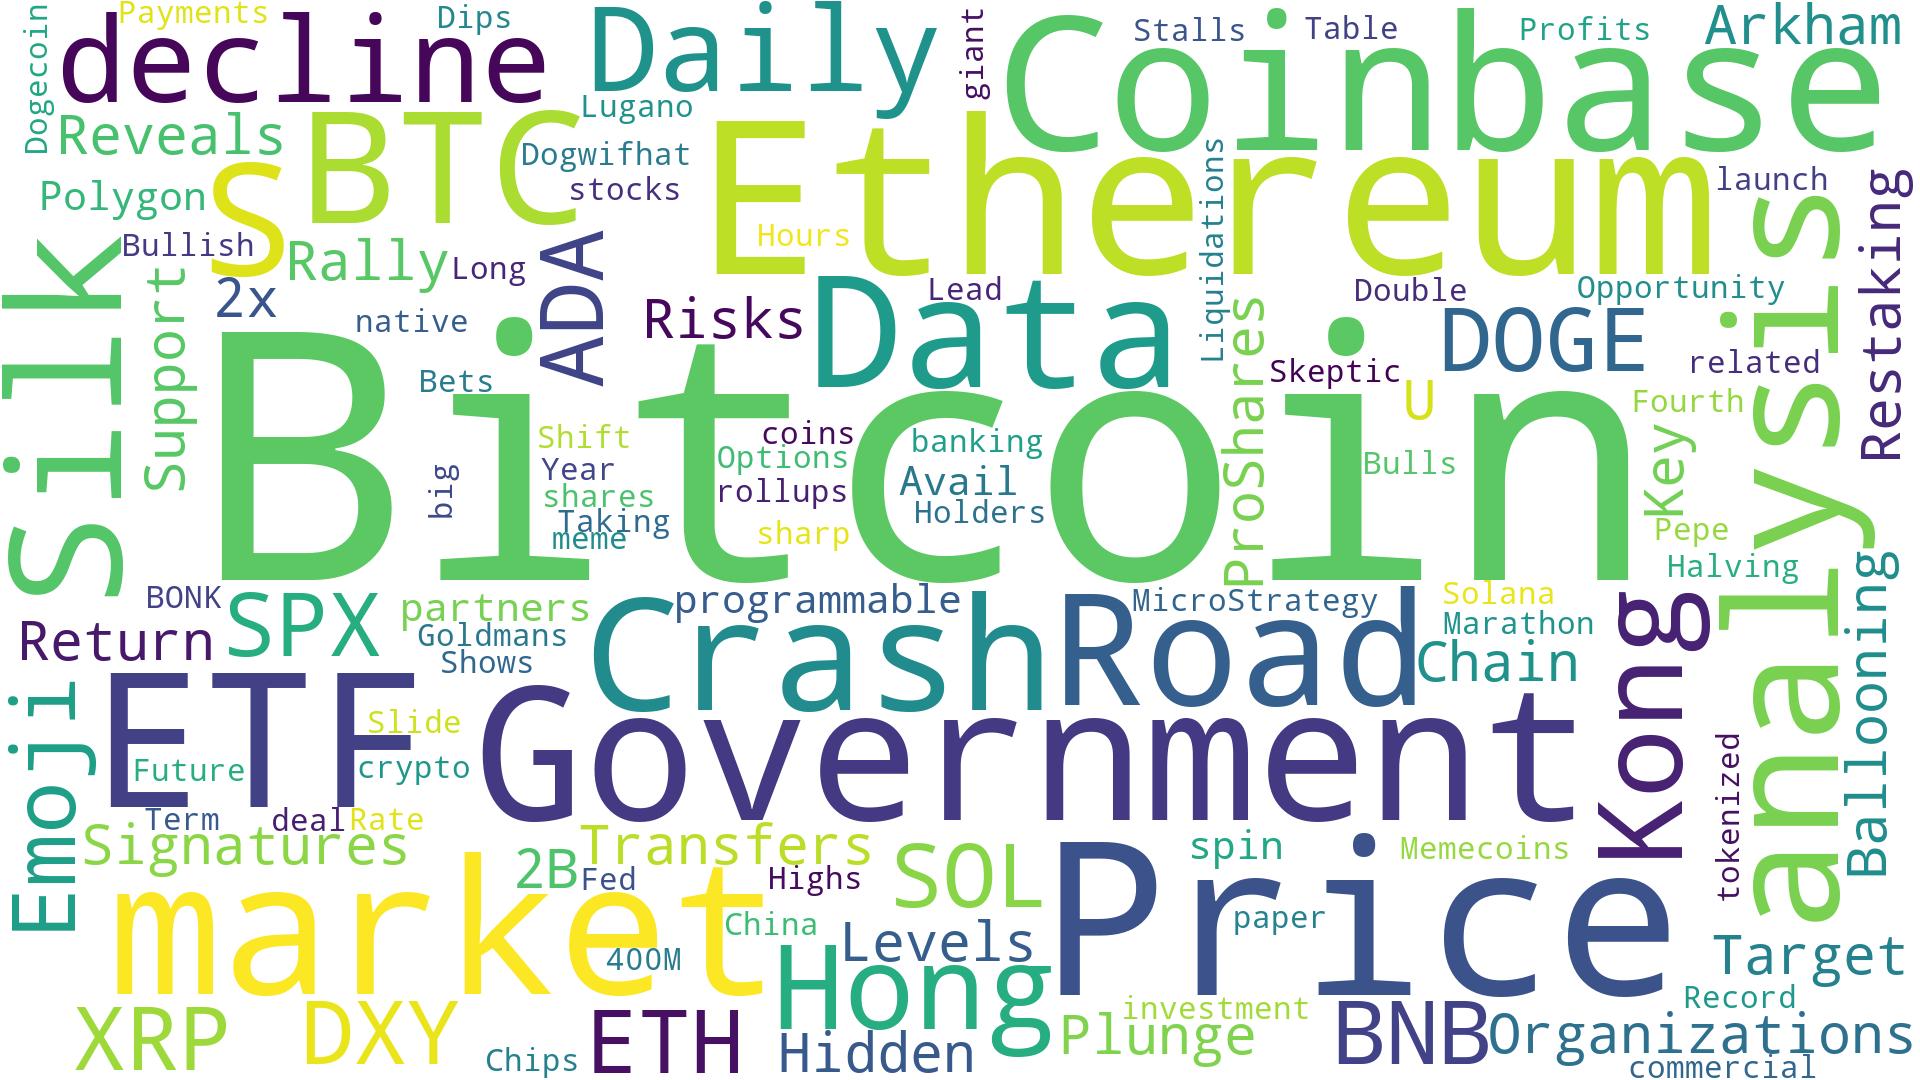 Payments
Dips
Daily
giant
Coinbase
Stalls
Table
Profits
Arkham
Dogecoin
decline
Lugano
Reveals
BTC
Dogwifhat
stocks
Ethereum
Liquidations
launch
Restaking
Polygon
S
Bullish
Rally
Long
ADA
Hours
Silk
Support
2x
native
Risks
Data
Lead
Double
Opportunity
DOGE
related
analysis
Bitcoin
Bets
Skeptic
U
Fourth
ProShares
Shift
coins
Options
banking
Bulls
Key
big
Year
shares
Taking
meme
rollups
Avail
Holders
sharp
Pepe
Halving
BONK
SPX
partners
programmable
MicroStrategy
Solana
Marathon
Return
Goldmans
Shows
Crash
Road
Chain
Kong
Ballooning
Emoji
ETF
Slide
Future
crypto
Government
tokenized
Term
deal
Rate
Signatures
Transfers
2B
Fed
Highs
SOL
spin
Memecoins
market
China
400M
Levels
Price
paper
Target
Hong
Record
XRP
DXY
Chips
ETH
Hidden
Plunge
investment
BNB
Organizations
commercial